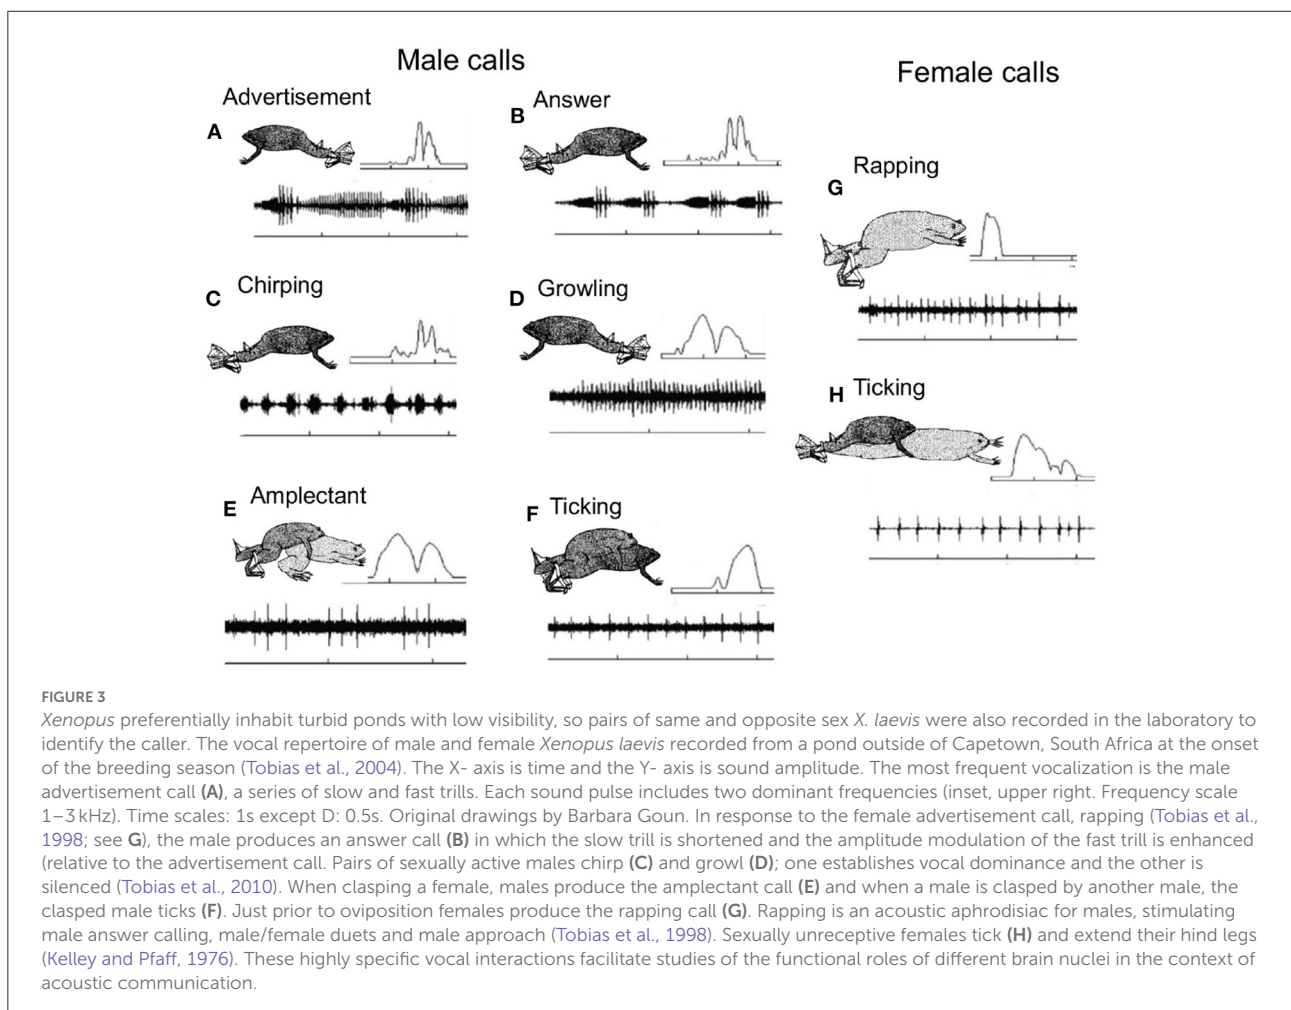 Male calls
Female calls
Advertisement
A
Answer
B
Rapping
G
Chirping
C
Growling
D
Ticking
H
Amplectant
E
Ticking
F
FIGURE 3
Xenopus preferentially inhabit turbid ponds with low visibility, so pairs of same and opposite sex X. laevis were also recorded in the laboratory to
identify the caller. The vocal repertoire of male and female Xenopus laevis recorded from a pond outside of Capetown, South Africa at the onset
of the breeding season (Tobias et al., 2004). The X- axis is time and the Y- axis is sound amplitude. The most frequent vocalization is the male
advertisement call (A), a series of slow and fast trills. Each sound pulse includes two dominant frequencies (inset, upper right. Frequency scale
1–3 kHz). Time scales: 1s except D: 0.5s. Original drawings by Barbara Goun. In response to the female advertisement call, rapping (Tobias et al.,
1998; see G), the male produces an answer call (B) in which the slow trill is shortened and the amplitude modulation of the fast trill is enhanced
(relative to the advertisement call. Pairs of sexually active males chirp (C) and growl (D); one establishes vocal dominance and the other is
silenced (Tobias et al., 2010). When clasping a female, males produce the amplectant call (E) and when a male is clasped by another male, the
clasped male ticks (F). Just prior to oviposition females produce the rapping call (G). Rapping is an acoustic aphrodisiac for males, stimulating
male answer calling, male/female duets and male approach (Tobias et al., 1998). Sexually unreceptive females tick (H) and extend their hind legs
(Kelley and Pfaff, 1976). These highly specific vocal interactions facilitate studies of the functional roles of different brain nuclei in the context of
acoustic communication.